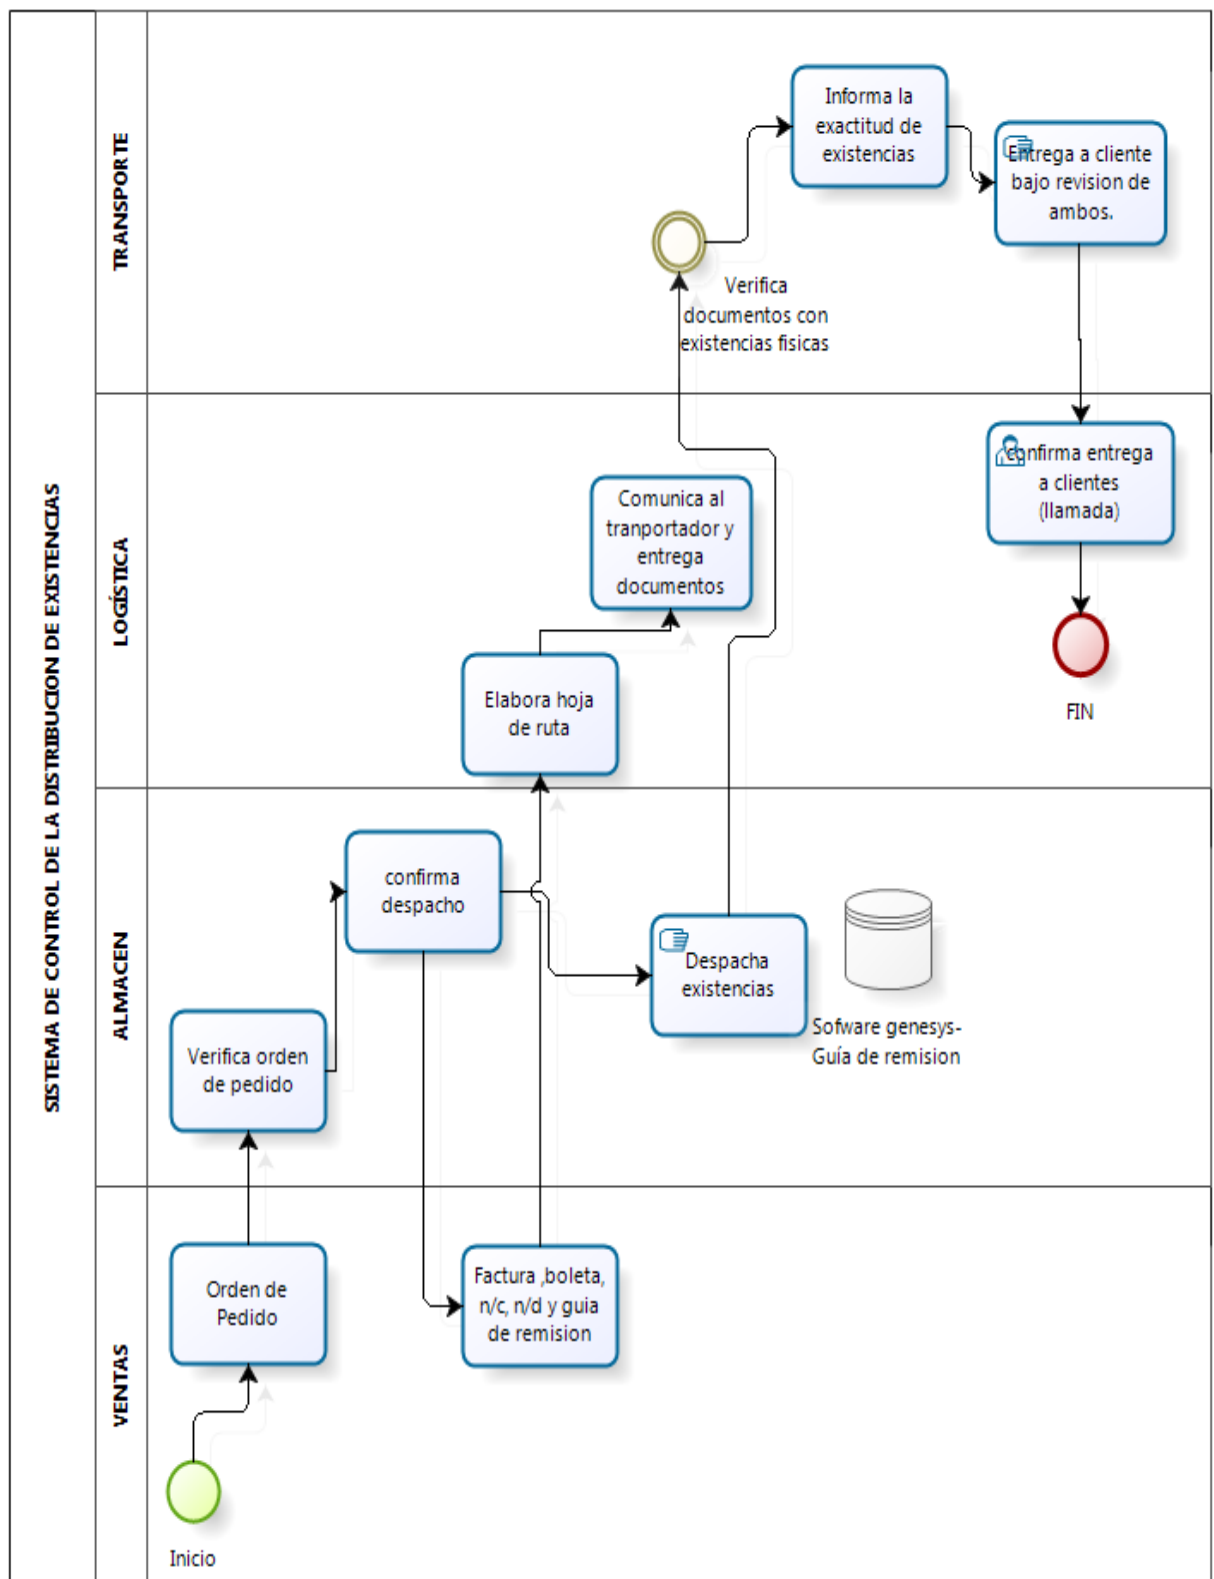 SISTEMA DE CONTROL DE LA DISTRIBUCION DE EXISTENCIAS
TRANSPORTE
Informa la
exactitud de
existencias
Entrega a cliente
bajo revision de
ambos.
Verifica
documentos con
existencias fisicas
LOGÍSTICA
confirma entrega
a clientes
(llamada)
Comunica al
tranportador y
entrega
documentos
Elabora hoja
de ruta
FIN
ALMACEN
confirma
despacho
Despacha
existencias
Sofware genesys-
Guía de remision
Verifica orden
de pedido
VENTAS
Orden de
Pedido
Factura ,boleta,
n/c, n/d y guia
de remision
Inicio